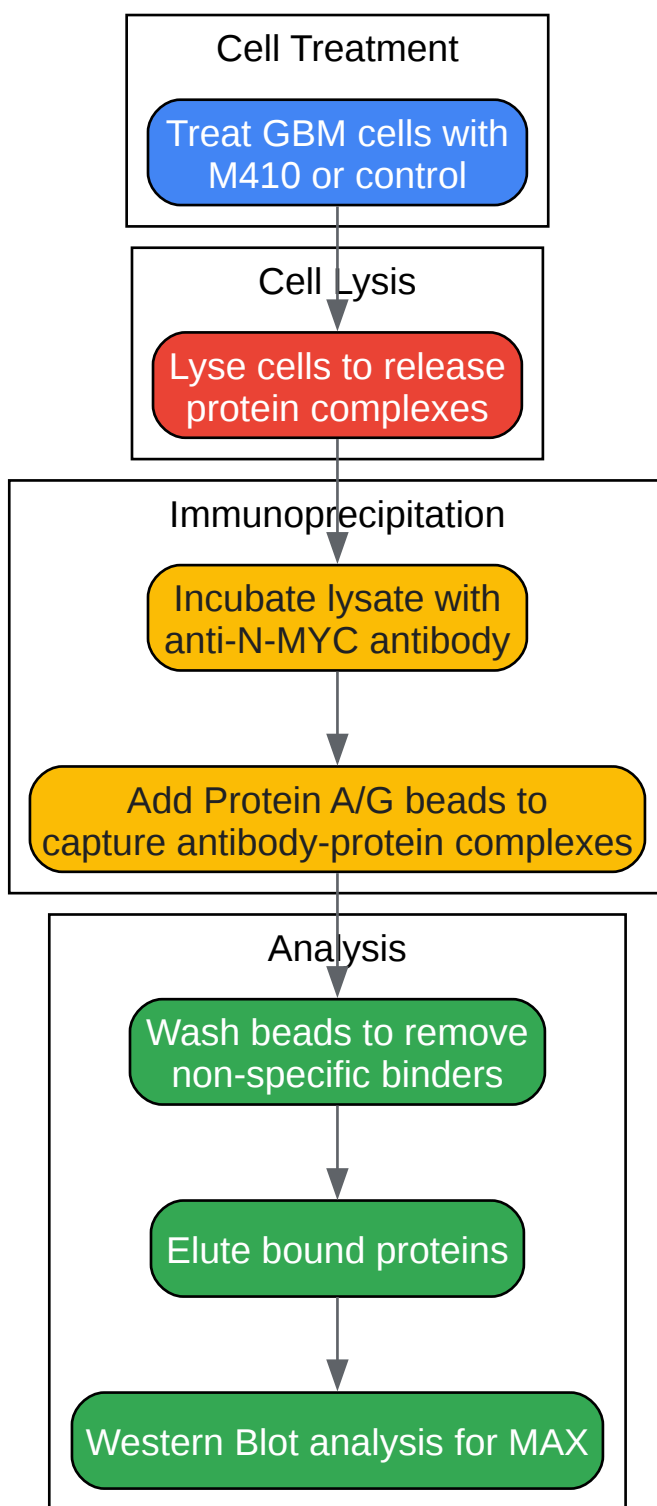 Cell Treatment
Treat GBM cells with
M410 or control
Cell Lysis
Lyse cells to release
protein complexes
Immunoprecipitation
Incubate lysate with
anti-N-MYC antibody
Add Protein A/G beads to
capture antibody-protein complexes
Analysis
Wash beads to remove
non-specific binders
Elute bound proteins
Western Blot analysis for MAX